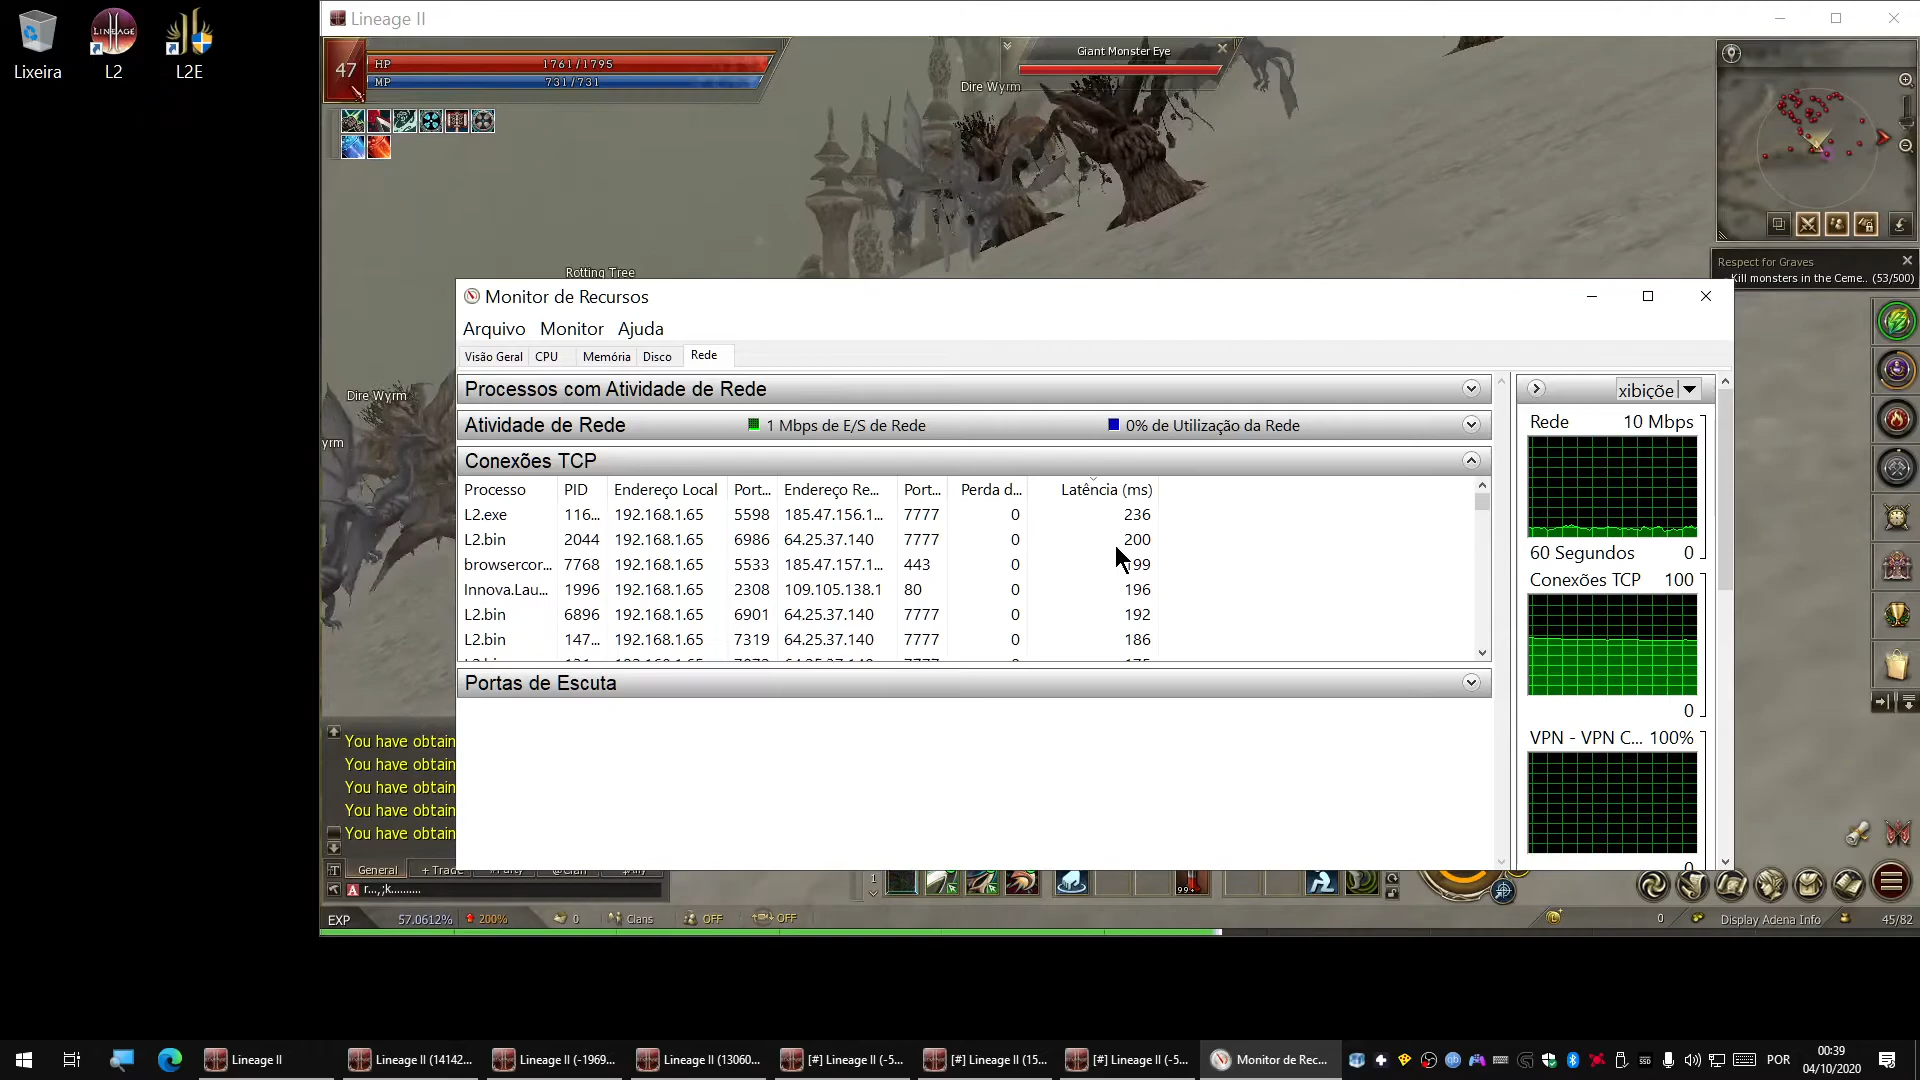 Lixeira
L2
L2E
Lineage II
47
HP
1761/1795
MP
731/731
Giant Monster Eye
Dire Wyrm
Rotting Tree
Dire Wyrm
yrm
Respect for Graves
Kill monsters in the Ceme.. (53/500)
Monitor de Recursos
Arquivo Monitor Ajuda
Visão Geral CPU Memória Disco Rede
Processos com Atividade de Rede
Atividade de Rede 1 Mbps de E/S de Rede 0% de Utilização da Rede
Conexões TCP
Processo PID Endereço Local Port... Endereço Re... Port... Perda d... Latência (ms)
L2.exe 116... 192.168.1.65 5598 185.47.156.1... 7777 0 236
L2.bin 2044 192.168.1.65 6986 64.25.37.140 7777 0 200
browsercor... 7768 192.168.1.65 5533 185.47.157.1... 443 0 199
Innova.Lau... 1996 192.168.1.65 2308 109.105.138.1 80 0 196
L2.bin 6896 192.168.1.65 6901 64.25.37.140 7777 0 192
L2.bin 147... 192.168.1.65 7319 64.25.37.140 7777 0 186
Portas de Escuta
xibiçõe
Rede 10 Mbps
60 Segundos 0
Conexões TCP 100
0
VPN - VPN C... 100%
0
You have obtain
You have obtain
You have obtain
You have obtain
You have obtain
General + Trade
A r...,;k..........
1
99+
EXP 57.0612% 200% 0 Clans OFF OFF
0 Display Adena Info 45/82
Lineage II
Lineage II (14142...
Lineage II (-1969...
Lineage II (13060...
[#] Lineage II (-5...
[#] Lineage II (15...
[#] Lineage II (-5...
Monitor de Rec...
POR
00:39
04/10/2020